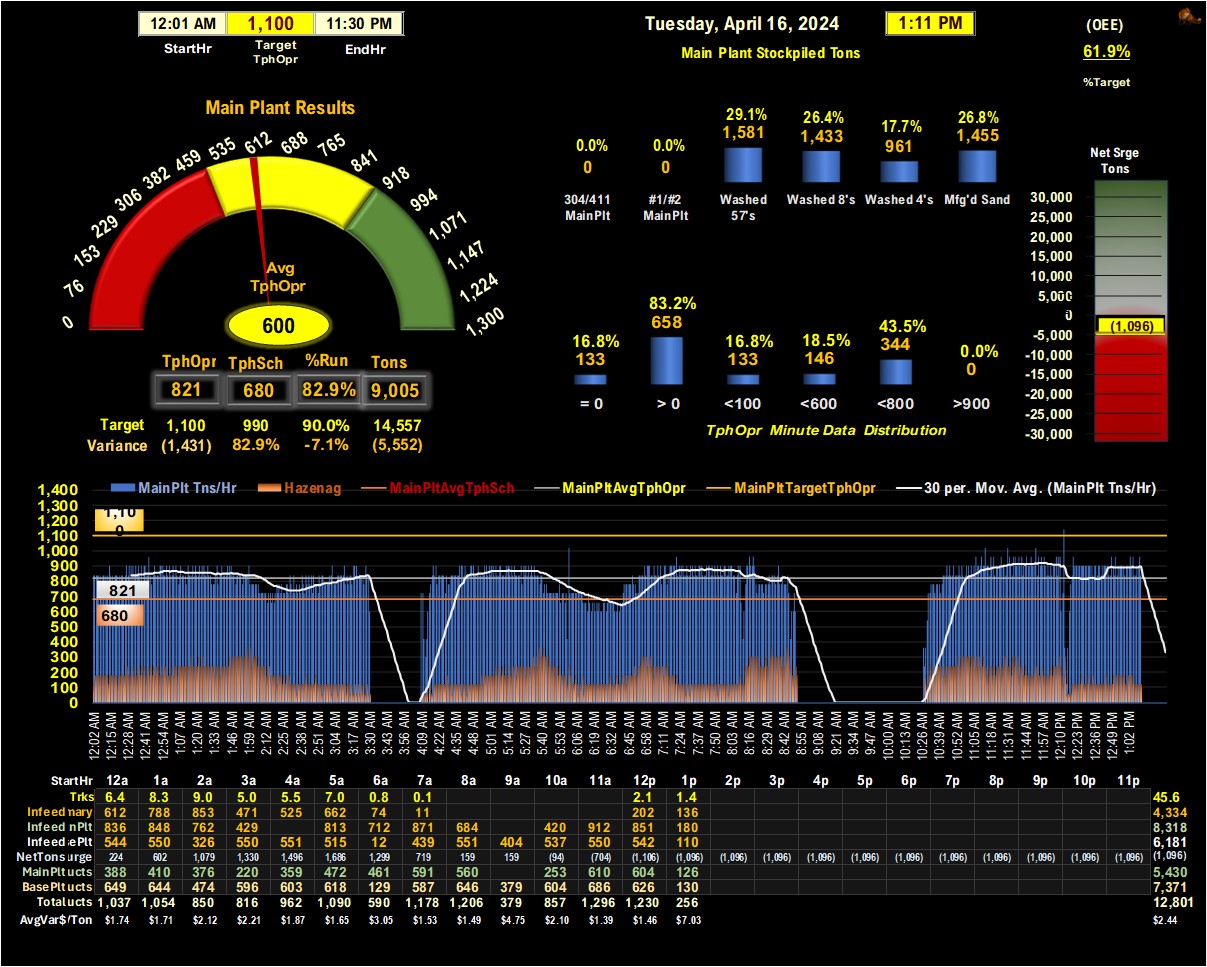 12:01 AM 1,100 11:30 PM
StartHr Target TphOpr EndHr
Tuesday, April 16, 2024 1:11 PM
Main Plant Stockpiled Tons
(OEE)
61.9%
%Target
Main Plant Results
0 76 153 229 306 382 459 535 612 688 765 841 918 994 1,071 1,147 1,224 1,300
Avg
TphOpr
600
TphOpr TphSch %Run Tons
821 680 82.9% 9,005
Target 1,100 990 90.0% 14,557
Variance (1,431) 82.9% -7.1% (5,552)
0.0% 0.0% 29.1% 26.4% 17.7% 26.8%
0 0 1,581 1,433 961 1,455
304/411 #1/#2 Washed Washed 8's Washed 4's Mfg'd Sand
MainPlt MainPlt 57's
16.8% 83.2% 16.8% 18.5% 43.5% 0.0%
133 658 133 146 344 0
= 0 > 0 <100 <600 <800 >900
TphOpr Minute Data Distribution
Net Srge
Tons
30,000
25,000
20,000
15,000
10,000
5,000
0
(1,096)
-5,000
-10,000
-15,000
-20,000
-25,000
-30,000
MainPlt Tns/Hr Hazenag MainPltAvgTphSch MainPltAvgTphOpr MainPltTargetTphOpr 30 per. Mov. Avg. (MainPlt Tns/Hr)
1,400
1,300
1,200
1,100
1,000
900
800
700
600
500
400
300
200
100
0
1,10
0
821
680
12:02 AM 12:15 AM 12:28 AM 12:41 AM 12:54 AM 1:07 AM 1:20 AM 1:33 AM 1:46 AM 1:59 AM 2:12 AM 2:25 AM 2:38 AM 2:51 AM 3:04 AM 3:17 AM 3:30 AM 3:43 AM 3:56 AM 4:09 AM 4:22 AM 4:35 AM 4:48 AM 5:01 AM 5:14 AM 5:27 AM 5:40 AM 5:53 AM 6:06 AM 6:19 AM 6:32 AM 6:45 AM 6:58 AM 7:11 AM 7:24 AM 7:37 AM 7:50 AM 8:03 AM 8:16 AM 8:29 AM 8:42 AM 8:55 AM 9:08 AM 9:21 AM 9:34 AM 9:47 AM 10:00 AM 10:13 AM 10:26 AM 10:39 AM 10:52 AM 11:05 AM 11:18 AM 11:31 AM 11:44 AM 11:57 AM 12:10 PM 12:23 PM 12:36 PM 12:49 PM 1:02 PM
StartHr 12a 1a 2a 3a 4a 5a 6a 7a 8a 9a 10a 11a 12p 1p 2p 3p 4p 5p 6p 7p 8p 9p 10p 11p
Trks 6.4 8.3 9.0 5.0 5.5 7.0 0.8 0.1 2.1 1.4 45.6
Infeed mary 612 788 853 471 525 662 74 11 202 136 4,334
Infeed nPlt 836 848 762 429 813 712 871 684 420 912 851 180 8,318
Infeed ePlt 544 550 326 550 551 515 12 439 551 404 537 550 542 110 6,181
NetTons urge 224 602 1,079 1,330 1,496 1,686 1,299 719 159 159 (94) (704) (1,106) (1,096) (1,096) (1,096) (1,096) (1,096) (1,096) (1,096) (1,096) (1,096) (1,096) (1,096) (1,096)
MainPlt ucts 388 410 376 220 359 472 461 591 560 253 610 604 126 5,430
BasePlt ucts 649 644 474 596 603 618 129 587 646 379 604 686 626 130 7,371
Total ucts 1,037 1,054 850 816 962 1,090 590 1,178 1,206 379 857 1,296 1,230 256 12,801
AvgVar$/Ton $1.74 $1.71 $2.12 $2.21 $1.87 $1.65 $3.05 $1.53 $1.49 $4.75 $2.10 $1.39 $1.46 $7.03 $2.44